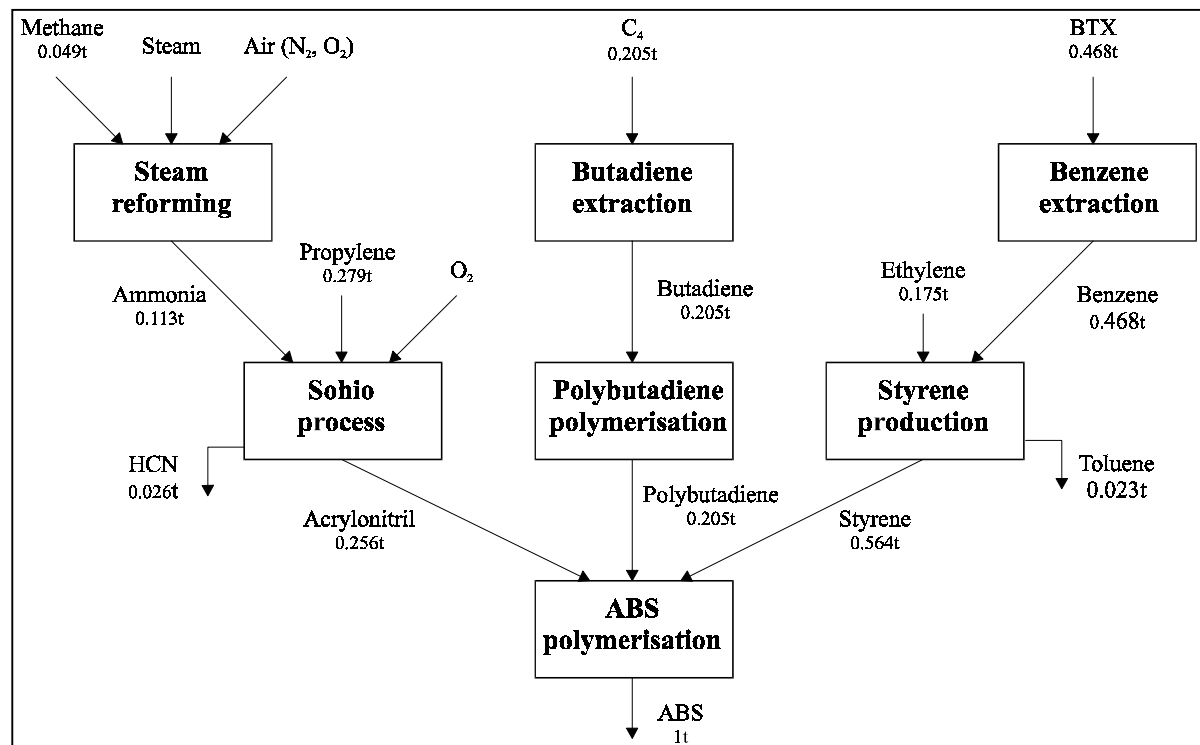 Methane
0.049t
Steam
Air (N₂, O₂)
C₄
0.205t
BTX
0.468t
Steam
reforming
Butadiene
extraction
Benzene
extraction
Ammonia
0.113t
Propylene
0.279t
O₂
Butadiene
0.205t
Ethylene
0.175t
Benzene
0.468t
Sohio
process
Polybutadiene
polymerisation
Styrene
production
HCN
0.026t
Acrylonitril
0.256t
Polybutadiene
0.205t
Styrene
0.564t
Toluene
0.023t
ABS
polymerisation
ABS
1t